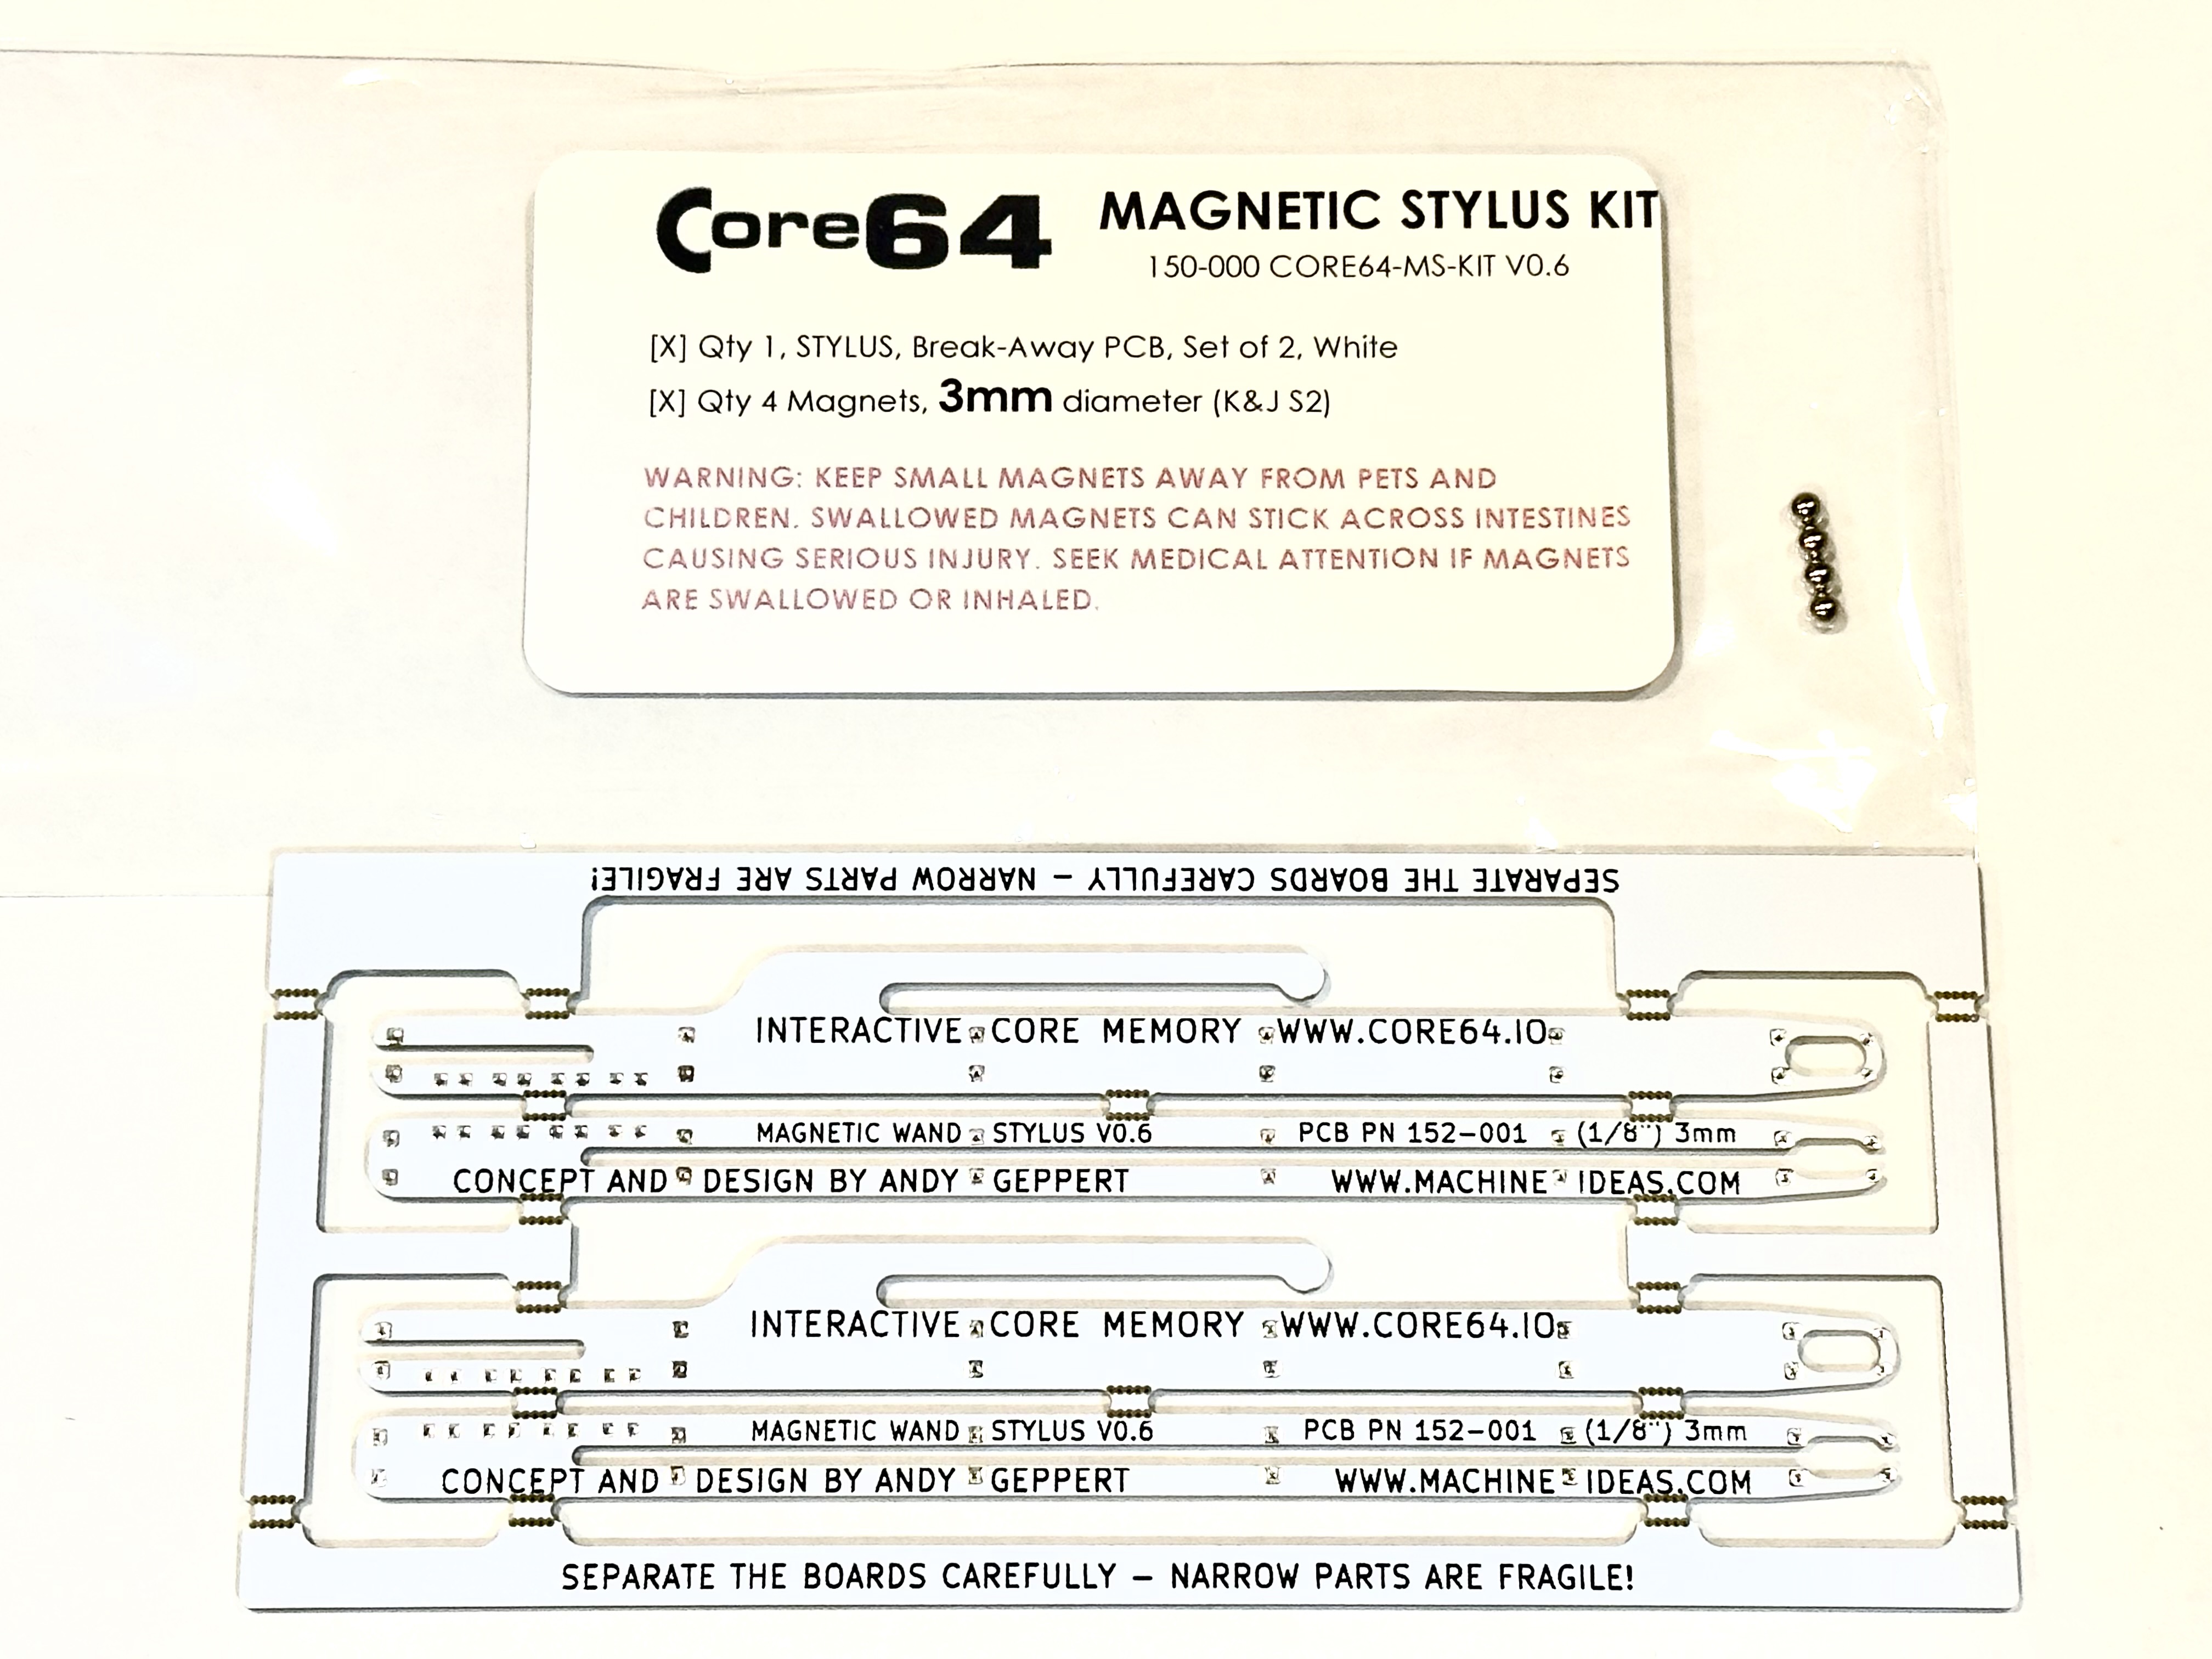 Core64 MAGNETIC STYLUS KIT
150-000 CORE64-MS-KIT V0.6
[X] Qty 1, STYLUS, Break-Away PCB, Set of 2, White
[X] Qty 4 Magnets, 3mm diameter (K&J S2)
WARNING: KEEP SMALL MAGNETS AWAY FROM PETS AND
CHILDREN. SWALLOWED MAGNETS CAN STICK ACROSS INTESTINES
CAUSING SERIOUS INJURY. SEEK MEDICAL ATTENTION IF MAGNETS
ARE SWALLOWED OR INHALED.
SEPARATE THE BOARDS CAREFULLY – NARROW PARTS ARE FRAGILE!
INTERACTIVE CORE MEMORY WWW.CORE64.IO
MAGNETIC WAND STYLUS V0.6 PCB PN 152-001 (1/8") 3mm
CONCEPT AND DESIGN BY ANDY GEPPERT WWW.MACHINEIDEAS.COM
INTERACTIVE CORE MEMORY WWW.CORE64.IO
MAGNETIC WAND STYLUS V0.6 PCB PN 152-001 (1/8") 3mm
CONCEPT AND DESIGN BY ANDY GEPPERT WWW.MACHINEIDEAS.COM
SEPARATE THE BOARDS CAREFULLY – NARROW PARTS ARE FRAGILE!